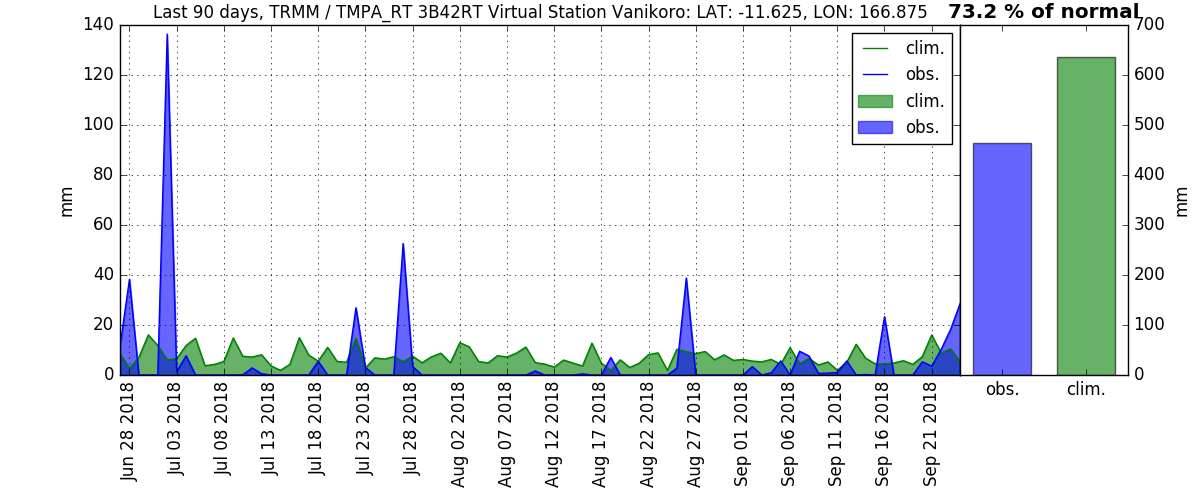 Last 90 days, TRMM / TMPA_RT 3B42RT Virtual Station Vanikoro: LAT: -11.625, LON: 166.875
73.2 % of normal
140
120
100
80
60
40
20
0
mm
clim.
obs.
clim.
obs.
700
600
500
400
300
200
100
0
mm
Jun 28 2018
Jul 03 2018
Jul 08 2018
Jul 13 2018
Jul 18 2018
Jul 23 2018
Jul 28 2018
Aug 02 2018
Aug 07 2018
Aug 12 2018
Aug 17 2018
Aug 22 2018
Aug 27 2018
Sep 01 2018
Sep 06 2018
Sep 11 2018
Sep 16 2018
Sep 21 2018
obs.
clim.